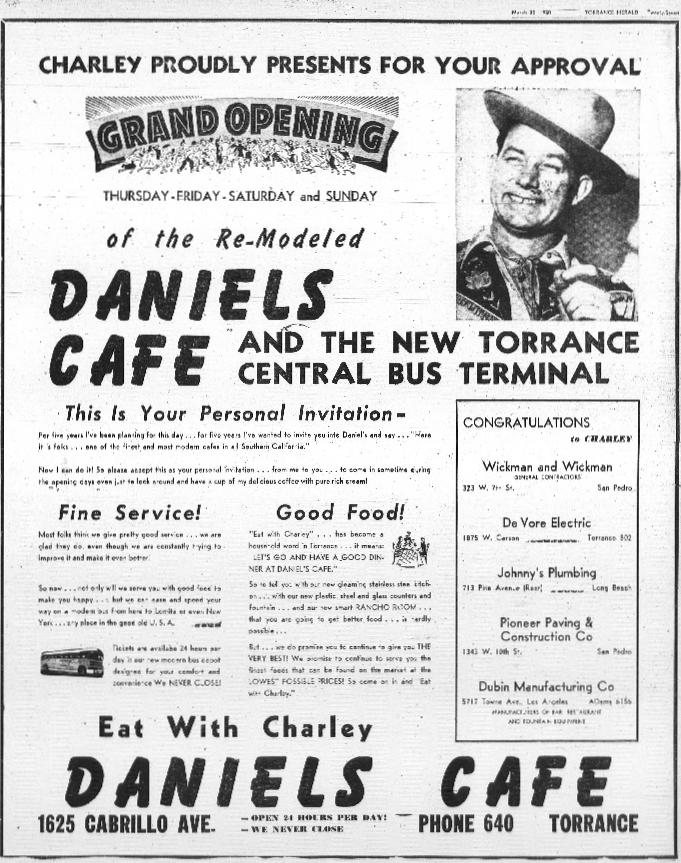 TORRANCE HERALD
CHARLEY PROUDLY PRESENTS FOR YOUR APPROVAL
GRAND OPENING
THURSDAY-FRIDAY-SATURDAY and SUNDAY
of the Re-Modeled
DANIELS
CAFE
AND THE NEW TORRANCE
CENTRAL BUS TERMINAL
This Is Your Personal Invitation—
For five years I've been planning for this day ... for five years I've wanted to invite you into Daniel's and say ... "Here
it is folks ... one of the finest and most modern cafes in all Southern California."
Now I can do it! So please accept this as your personal invitation ... from me to you ... to come in sometime during
the opening days even just to look around and have a cup of my delicious coffee with pure rich cream!
Fine Service!
Most folks think we give pretty good service ... we are
glad they do, even though we are constantly trying to
improve it and make it even better!
So now ... not only will we serve you with good food to
make you happy ... but we can ease and speed your
way on a modern bus from here to Lomita or even New
York ... any place in the good old U. S. A.
Tickets are available 24 hours per
day in our new modern bus depot
designed for your comfort and
convenience We NEVER CLOSE!
Good Food!
"Eat with Charley" ... has become a
household word in Torrance ... it means:
"LET'S GO AND HAVE A GOOD DIN-
NER AT DANIEL'S CAFE."
So to tell you with our new gleaming stainless steel kitch-
en ... with our new plastic, steel and glass counters and
fountain ... and our new smart RANCHO ROOM ...
that you are going to get better food ... is hardly
possible ...
But ... we do promise you to continue to give you THE
VERY BEST! We promise to continue to serve you the
finest foods that can be found on the market at the
LOWEST POSSIBLE PRICES! So come on in and "Eat
with Charley."
CONGRATULATIONS
to CHARLEY
Wickman and Wickman
GENERAL CONTRACTORS
323 W. 7th St. San Pedro
De Vore Electric
1875 W. Carson Torrance 802
Johnny's Plumbing
713 Pine Avenue (Rear) Long Beach
Pioneer Paving &
Construction Co
1343 W. 10th St. San Pedro
Dubin Manufacturing Co
5717 Towne Ave., Los Angeles ADams 6156
MANUFACTURERS OF BAR, RESTAURANT
AND FOUNTAIN EQUIPMENT
Eat With Charley
DANIELS CAFE
1625 CABRILLO AVE. — OPEN 24 HOURS PER DAY! — PHONE 640 TORRANCE
— WE NEVER CLOSE